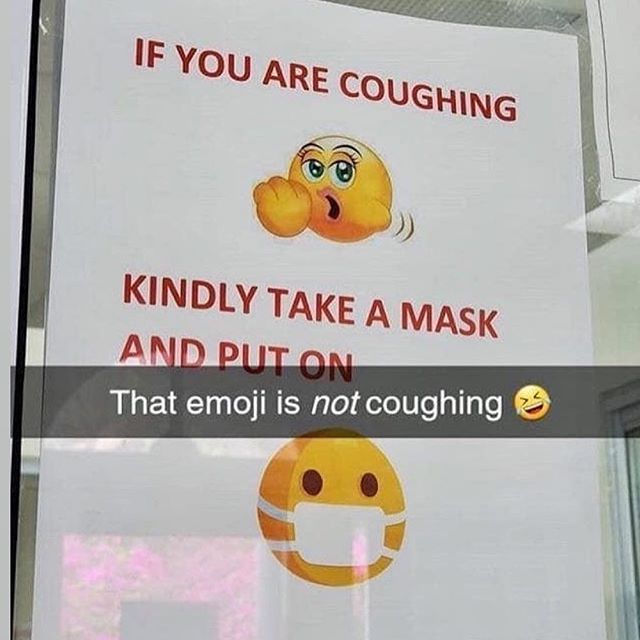 IF YOU ARE COUGHING
KINDLY TAKE A MASK
AND PUT ON
That emoji is not coughing 🤣